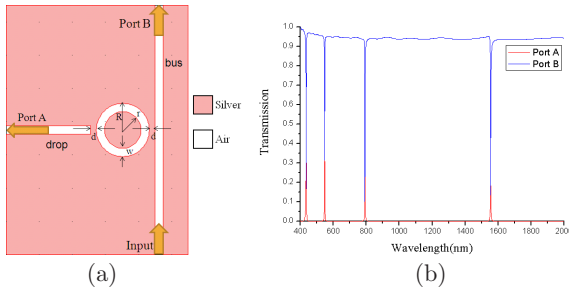 Port B
bus
Port A
R
r
d
d
w
drop
Input
Silver
Air
(a)
Transmission
1.0
0.9
0.8
0.7
0.6
0.5
0.4
0.3
0.2
0.1
0.0
400 600 800 1000 1200 1400 1600 1800 2000
Wavelength(nm)
Port A
Port B
(b)